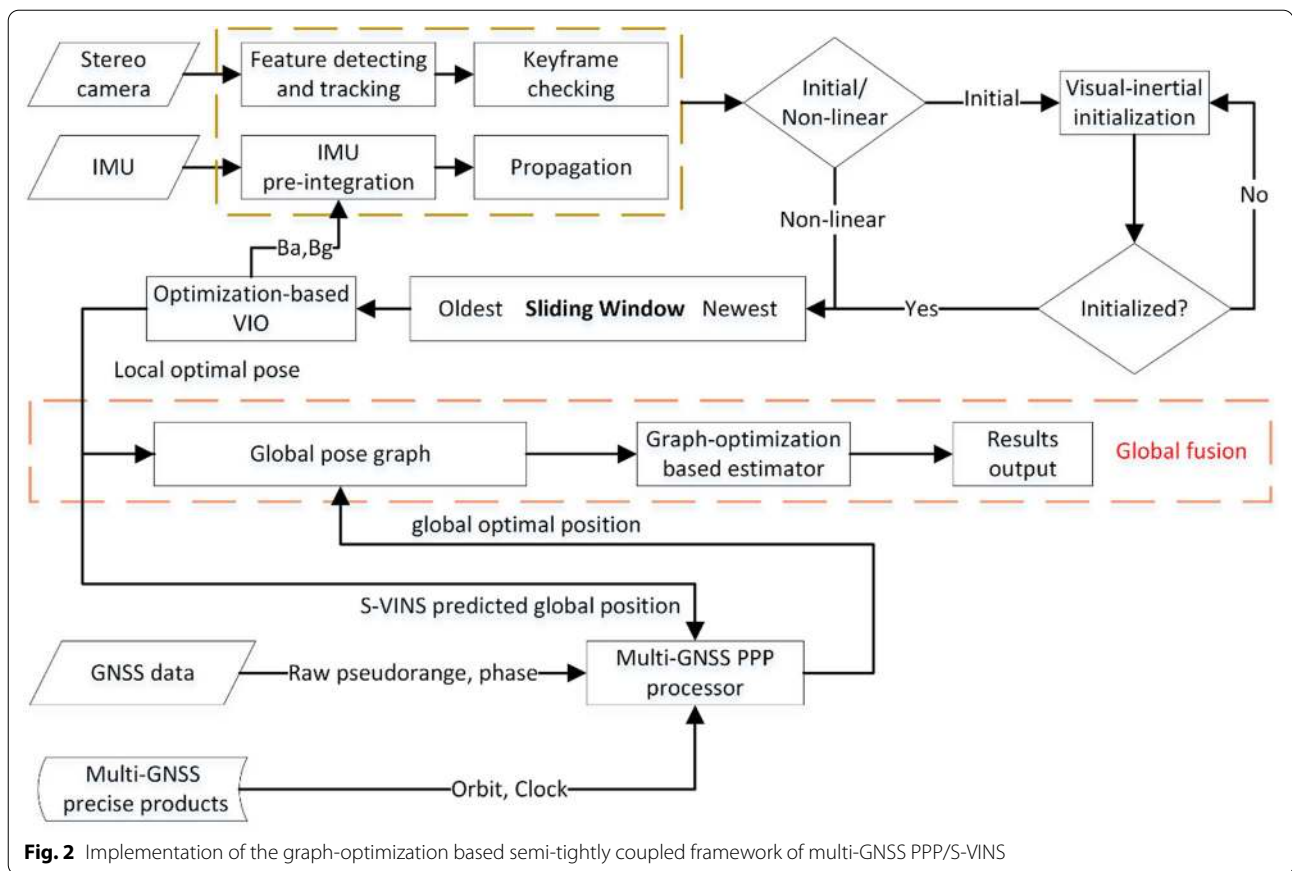 Stereo
camera
Feature detecting
and tracking
Keyframe
checking
Initial/
Non-linear
Initial
Visual-inertial
initialization
IMU
IMU
pre-integration
Propagation
No
Non-linear
Ba,Bg
Optimization-based
VIO
Oldest Sliding Window Newest
Yes
Initialized?
Local optimal pose
Global pose graph
Graph-optimization
based estimator
Results
output
Global fusion
global optimal position
S-VINS predicted global position
GNSS data
Raw pseudorange, phase
Multi-GNSS PPP
processor
Multi-GNSS
precise products
Orbit, Clock
Fig. 2 Implementation of the graph-optimization based semi-tightly coupled framework of multi-GNSS PPP/S-VINS